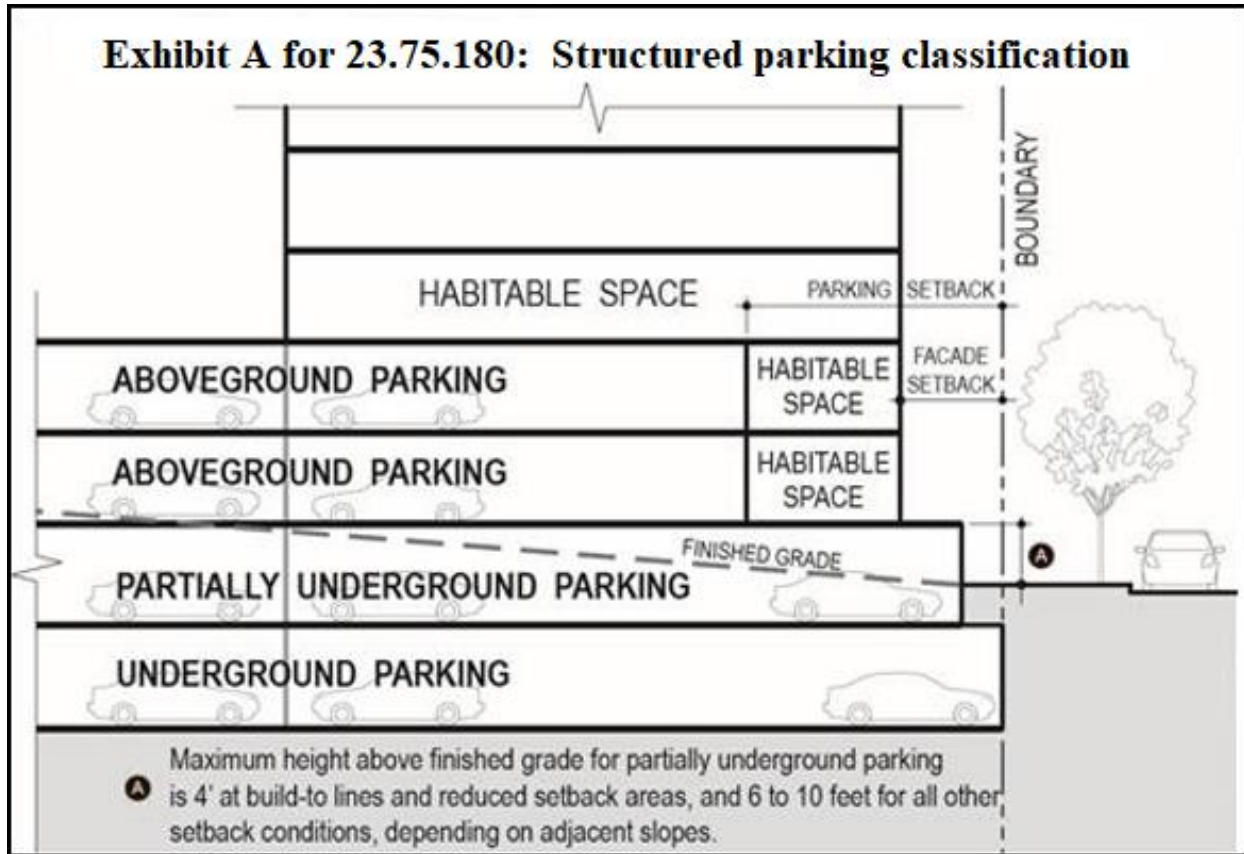 Exhibit A for 23.75.180:  Structured parking classification
BOUNDARY
HABITABLE SPACE
PARKING SETBACK
ABOVEGROUND PARKING
HABITABLE
SPACE
FACADE
SETBACK
ABOVEGROUND PARKING
HABITABLE
SPACE
FINISHED GRADE
A
PARTIALLY UNDERGROUND PARKING
UNDERGROUND PARKING
A
Maximum height above finished grade for partially underground parking
is 4' at build-to lines and reduced setback areas, and 6 to 10 feet for all other
setback conditions, depending on adjacent slopes.